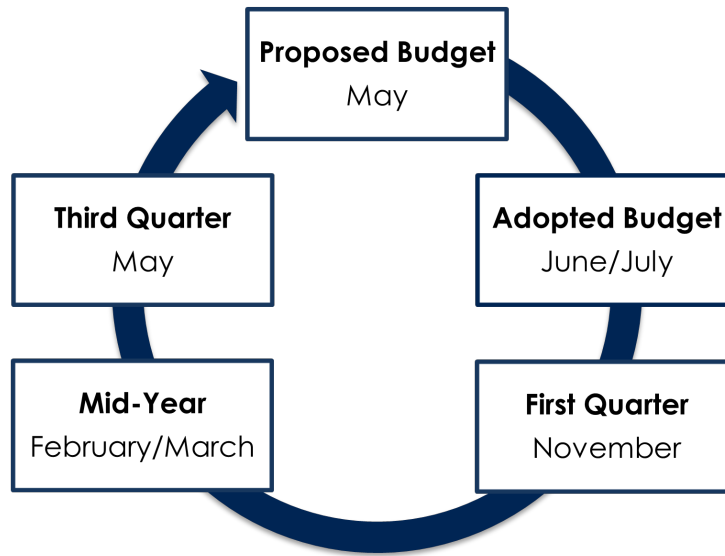 Proposed Budget
May
Adopted Budget
June/July
First Quarter
November
Mid-Year
February/March
Third Quarter
May